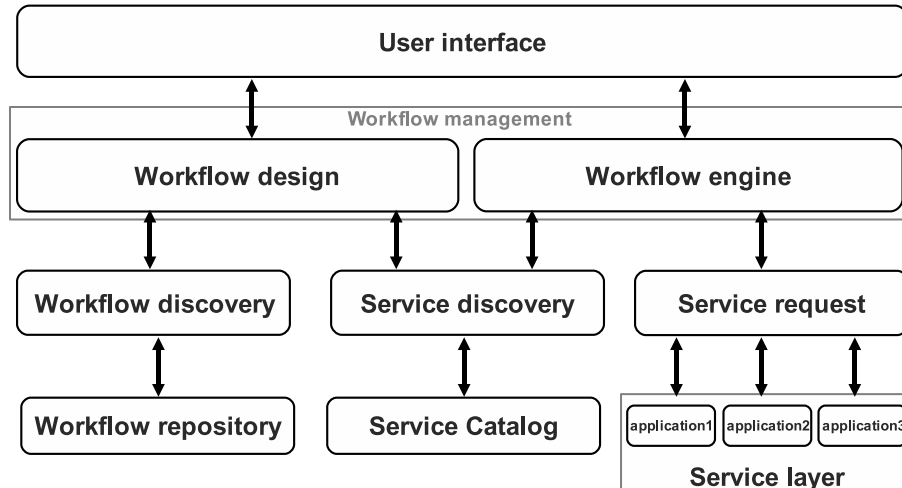 User interface
Workflow management
Workflow design
Workflow engine
Workflow discovery
Service discovery
Service request
Workflow repository
Service Catalog
application1
application2
application3
Service layer